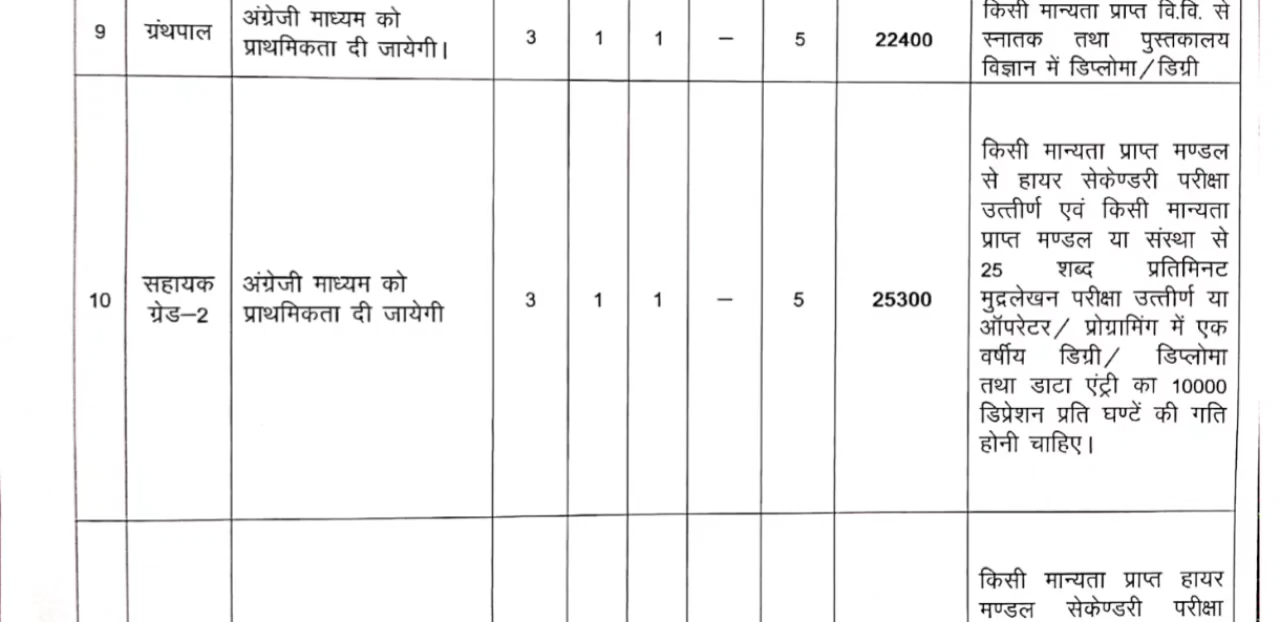 9
ग्रंथपाल
अंग्रेजी माध्यम को
प्राथमिकता दी जायेगी।
3
1
1
–
5
22400
किसी मान्यता प्राप्त वि.वि. से
स्नातक तथा पुस्तकालय
विज्ञान में डिप्लोमा/डिग्री
10
सहायक
ग्रेड–2
अंग्रेजी माध्यम को
प्राथमिकता दी जायेगी
3
1
1
–
5
25300
किसी मान्यता प्राप्त मण्डल
से हायर सेकेण्डरी परीक्षा
उत्तीर्ण एवं किसी मान्यता
प्राप्त मण्डल या संस्था से
25 शब्द प्रतिमिनट
मुद्रलेखन परीक्षा उत्तीर्ण या
ऑपरेटर/ प्रोग्रामिंग में एक
वर्षीय डिग्री/ डिप्लोमा
तथा डाटा एंट्री का 10000
डिप्रेशन प्रति घण्टें की गति
होनी चाहिए।
किसी मान्यता प्राप्त हायर
मण्डल सेकेण्डरी परीक्षा